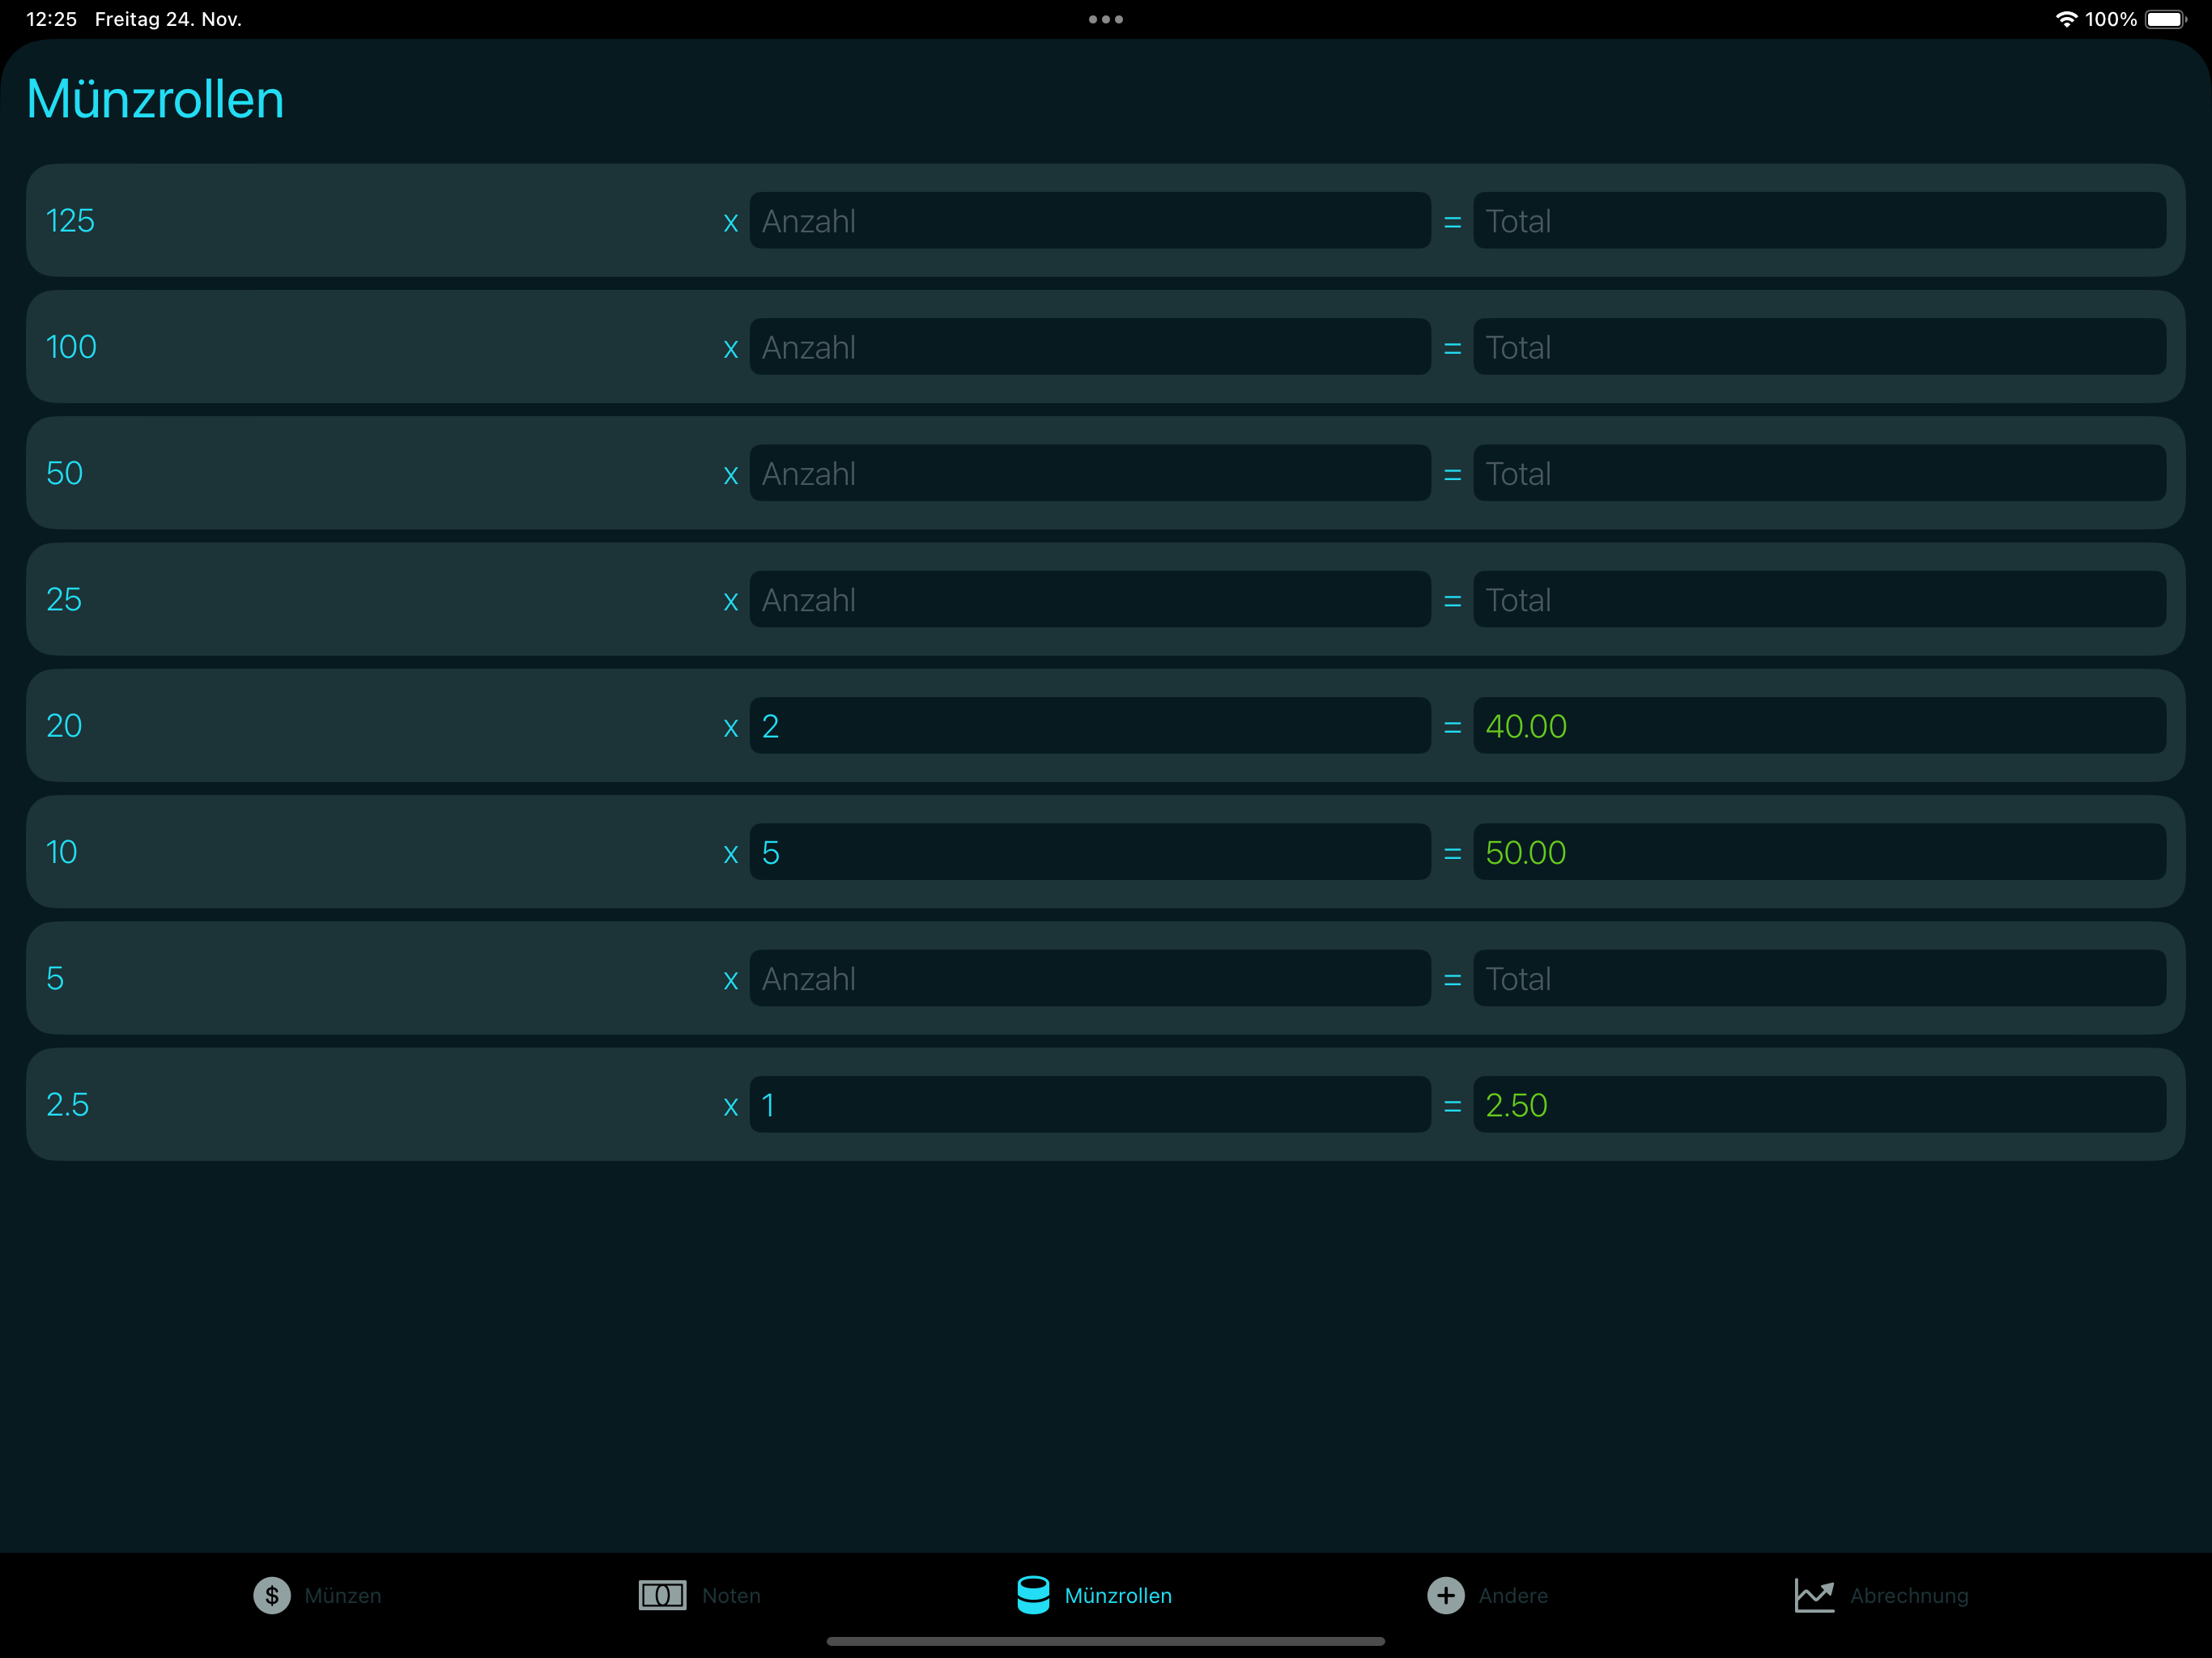 12:25 Freitag 24. Nov.
100%
Münzrollen
125 x Anzahl = Total
100 x Anzahl = Total
50 x Anzahl = Total
25 x Anzahl = Total
20 x 2 = 40.00
10 x 5 = 50.00
5 x Anzahl = Total
2.5 x 1 = 2.50
Münzen Noten Münzrollen Andere Abrechnung